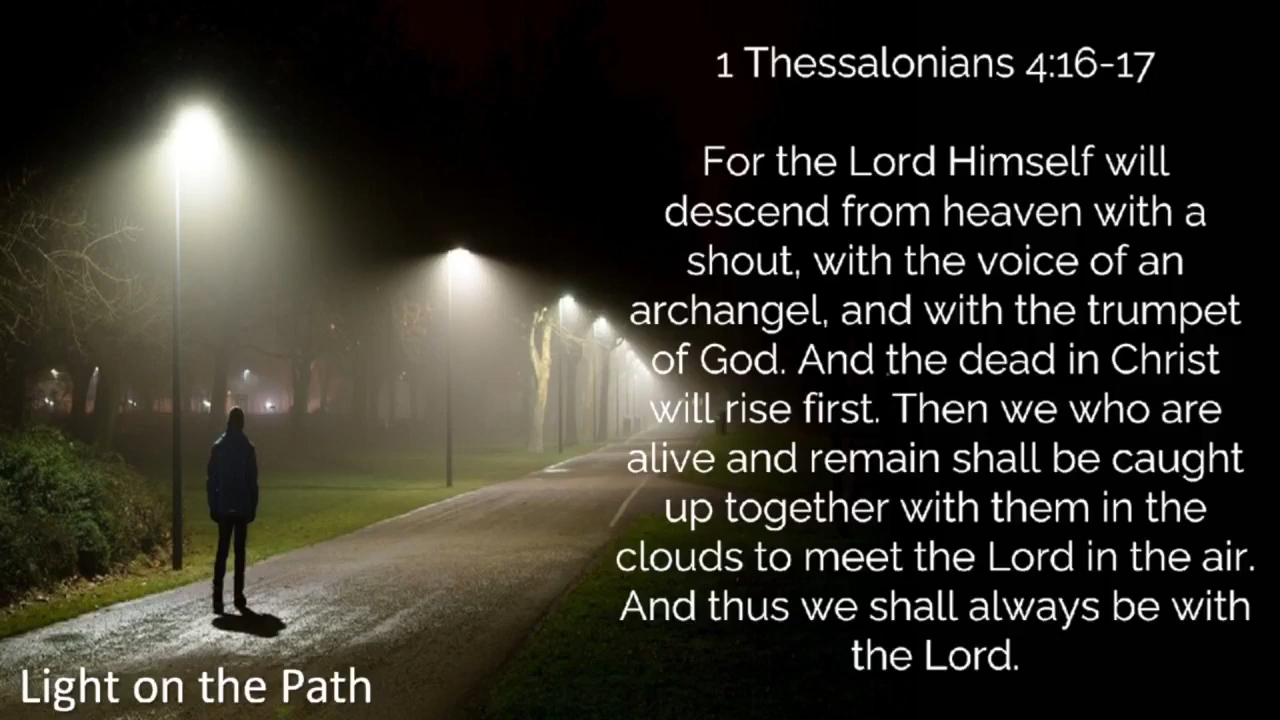 1 Thessalonians 4:16-17
For the Lord Himself will
descend from heaven with a
shout, with the voice of an
archangel, and with the trumpet
of God. And the dead in Christ
will rise first. Then we who are
alive and remain shall be caught
up together with them in the
clouds to meet the Lord in the air.
And thus we shall always be with
the Lord.
Light on the Path